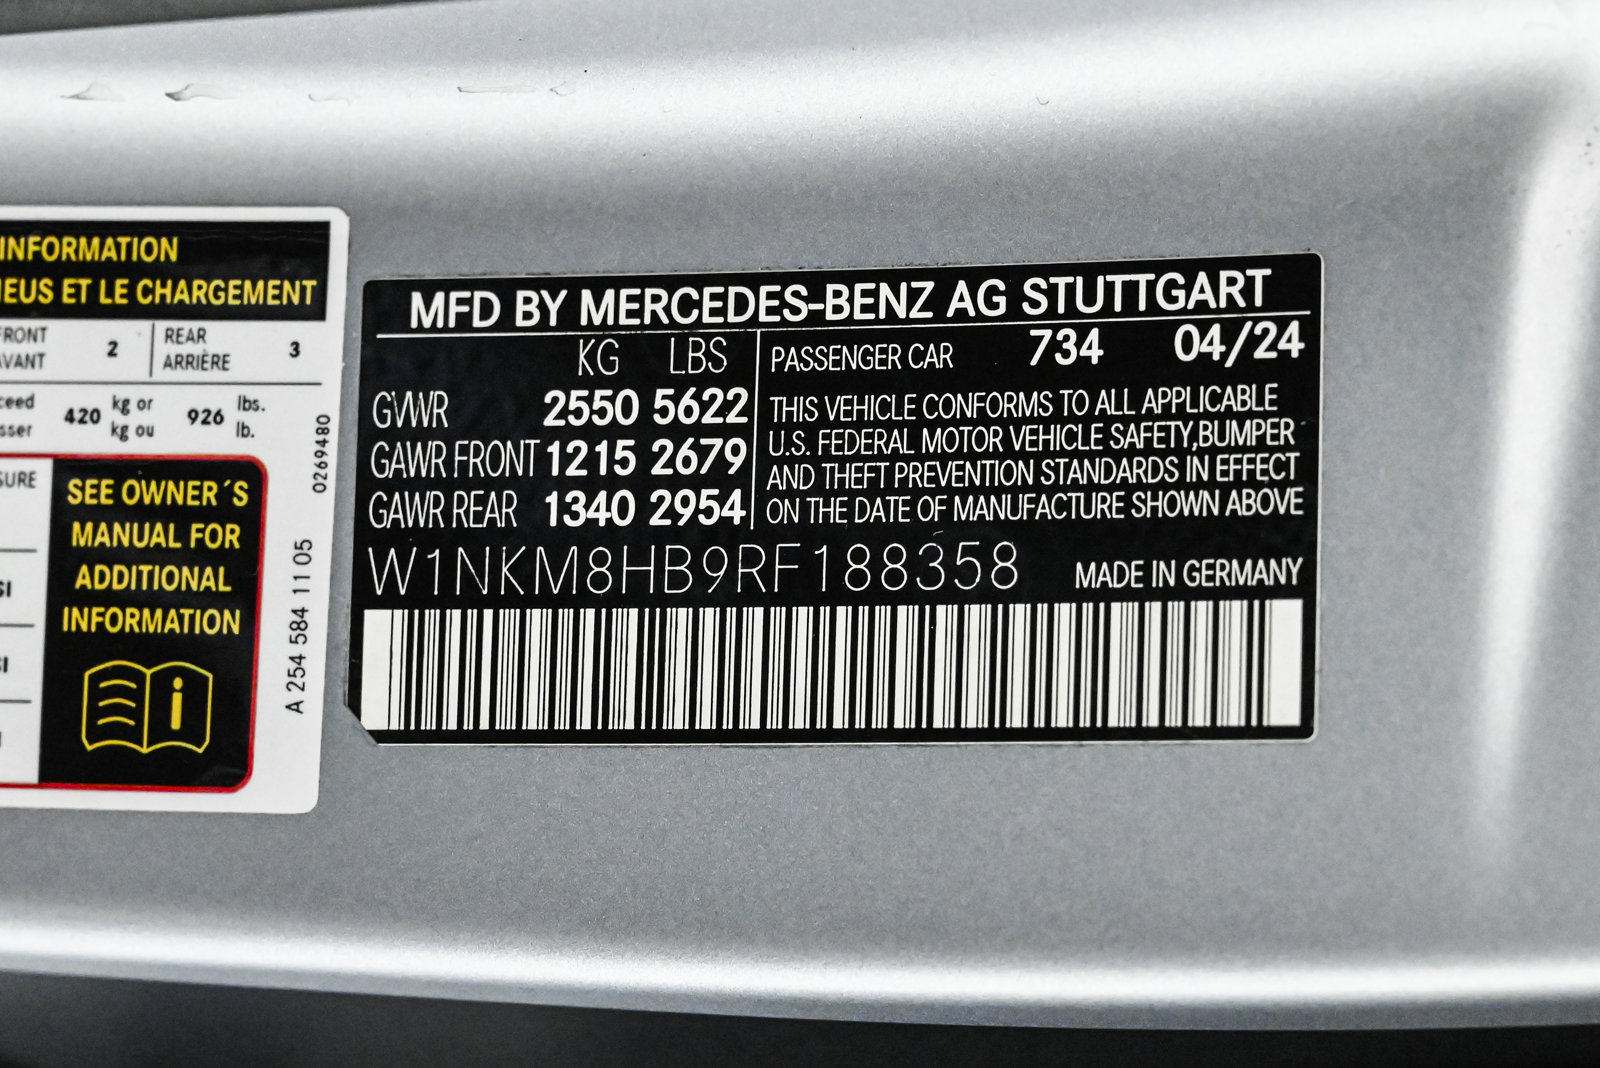 INFORMATION
ET LE CHARGEMENT
FRONT
REAR
2
3
ARRIÈRE
420 kg or 926 lbs.
kg ou lb.
0269480
SEE OWNER´S
MANUAL FOR
ADDITIONAL
INFORMATION
i
A 254 584 11 05
MFD BY MERCEDES-BENZ AG STUTTGART
KG LBS
GVWR 2550 5622
GAWR FRONT 1215 2679
GAWR REAR 1340 2954
PASSENGER CAR 734 04/24
THIS VEHICLE CONFORMS TO ALL APPLICABLE
U.S. FEDERAL MOTOR VEHICLE SAFETY,BUMPER
AND THEFT PREVENTION STANDARDS IN EFFECT
ON THE DATE OF MANUFACTURE SHOWN ABOVE
W1NKM8HB9RF188358 MADE IN GERMANY